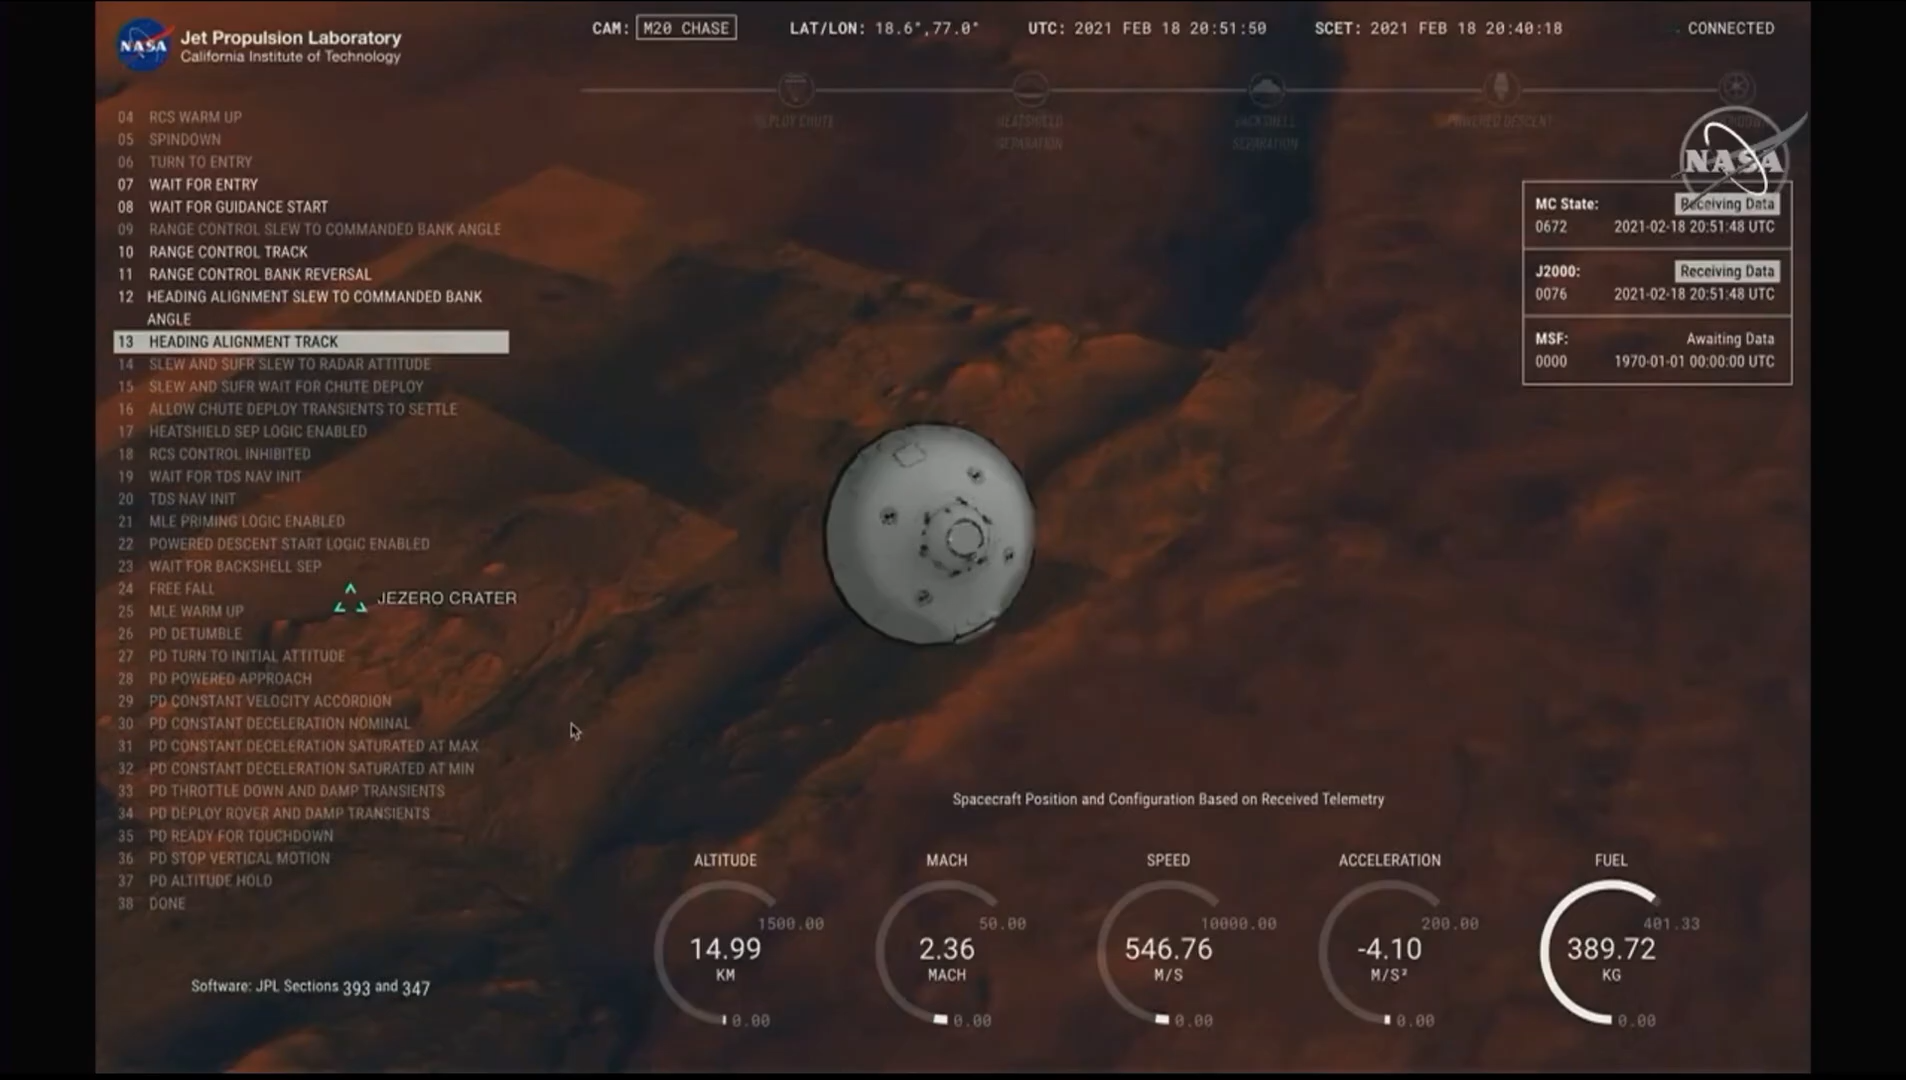 NASA
Jet Propulsion Laboratory
California Institute of Technology
CAM: M20 CHASE
LAT/LON: 18.6°,77.0°
UTC: 2021 FEB 18 20:51:50
SCET: 2021 FEB 18 20:40:18
CONNECTED
DEPLOY CHUTE
HEATSHIELD
SEPARATION
BACKSHELL
SEPARATION
POWERED DESCENT
NASA
04 RCS WARM UP
05 SPINDOWN
06 TURN TO ENTRY
07 WAIT FOR ENTRY
08 WAIT FOR GUIDANCE START
09 RANGE CONTROL SLEW TO COMMANDED BANK ANGLE
10 RANGE CONTROL TRACK
11 RANGE CONTROL BANK REVERSAL
12 HEADING ALIGNMENT SLEW TO COMMANDED BANK
ANGLE
13 HEADING ALIGNMENT TRACK
14 SLEW AND SUFR SLEW TO RADAR ATTITUDE
15 SLEW AND SUFR WAIT FOR CHUTE DEPLOY
16 ALLOW CHUTE DEPLOY TRANSIENTS TO SETTLE
17 HEATSHIELD SEP LOGIC ENABLED
18 RCS CONTROL INHIBITED
19 WAIT FOR TDS NAV INIT
20 TDS NAV INIT
21 MLE PRIMING LOGIC ENABLED
22 POWERED DESCENT START LOGIC ENABLED
23 WAIT FOR BACKSHELL SEP
24 FREE FALL
25 MLE WARM UP
26 PD DETUMBLE
27 PD TURN TO INITIAL ATTITUDE
28 PD POWERED APPROACH
29 PD CONSTANT VELOCITY ACCORDION
30 PD CONSTANT DECELERATION NOMINAL
31 PD CONSTANT DECELERATION SATURATED AT MAX
32 PD CONSTANT DECELERATION SATURATED AT MIN
33 PD THROTTLE DOWN AND DAMP TRANSIENTS
34 PD DEPLOY ROVER AND DAMP TRANSIENTS
35 PD READY FOR TOUCHDOWN
36 PD STOP VERTICAL MOTION
37 PD ALTITUDE HOLD
38 DONE
JEZERO CRATER
MC State: Receiving Data
0672 2021-02-18 20:51:48 UTC
J2000: Receiving Data
0076 2021-02-18 20:51:48 UTC
MSF: Awaiting Data
0000 1970-01-01 00:00:00 UTC
Spacecraft Position and Configuration Based on Received Telemetry
ALTITUDE
1500.00
14.99
KM
0.00
MACH
50.00
2.36
MACH
0.00
SPEED
10000.00
546.76
M/S
0.00
ACCELERATION
200.00
-4.10
M/S²
0.00
FUEL
401.33
389.72
KG
0.00
Software: JPL Sections 393 and 347